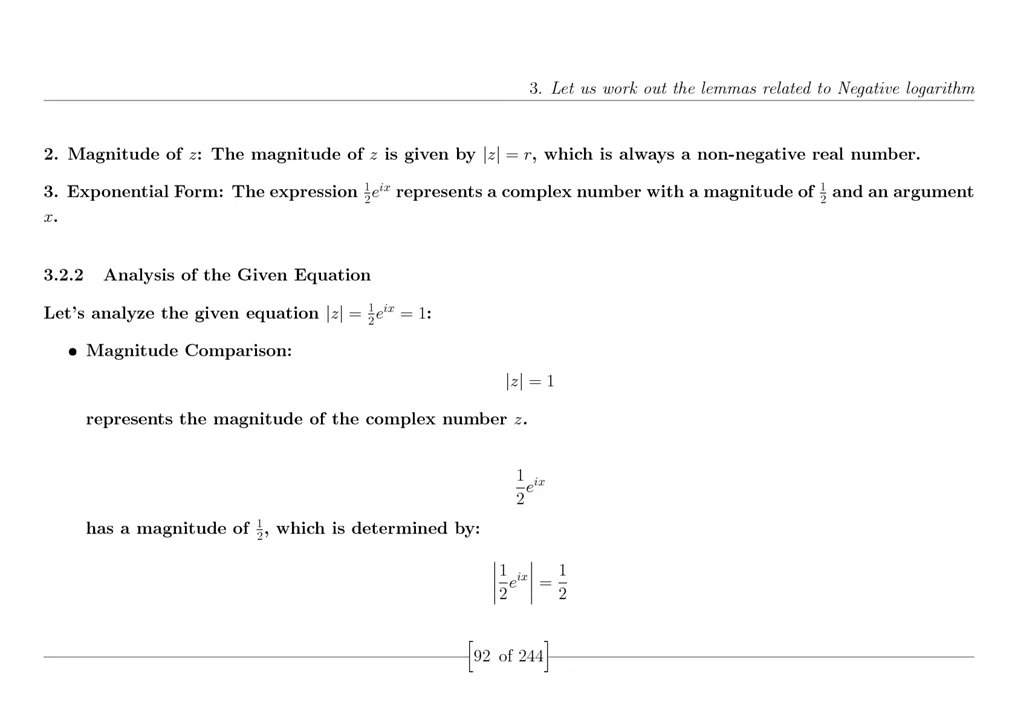 3. Let us work out the lemmas related to Negative logarithm
2. Magnitude of z: The magnitude of z is given by |z| = r, which is always a non-negative real number.
3. Exponential Form: The expression ½e^{ix} represents a complex number with a magnitude of ½ and an argument
x.
3.2.2 Analysis of the Given Equation
Let's analyze the given equation |z| = ½e^{ix} = 1:
• Magnitude Comparison:
|z| = 1
represents the magnitude of the complex number z.
½e^{ix}
has a magnitude of ½, which is determined by:
|½e^{ix}| = ½
[92 of 244]